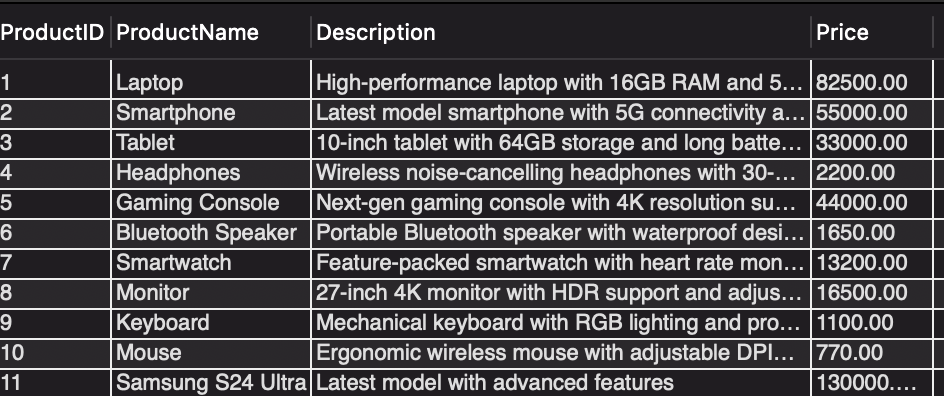 ProductID ProductName Description Price
1 Laptop High-performance laptop with 16GB RAM and 5... 82500.00
2 Smartphone Latest model smartphone with 5G connectivity a... 55000.00
3 Tablet 10-inch tablet with 64GB storage and long batte... 33000.00
4 Headphones Wireless noise-cancelling headphones with 30-... 2200.00
5 Gaming Console Next-gen gaming console with 4K resolution su... 44000.00
6 Bluetooth Speaker Portable Bluetooth speaker with waterproof desi... 1650.00
7 Smartwatch Feature-packed smartwatch with heart rate mon... 13200.00
8 Monitor 27-inch 4K monitor with HDR support and adjus... 16500.00
9 Keyboard Mechanical keyboard with RGB lighting and pro... 1100.00
10 Mouse Ergonomic wireless mouse with adjustable DPI... 770.00
11 Samsung S24 Ultra Latest model with advanced features 130000....